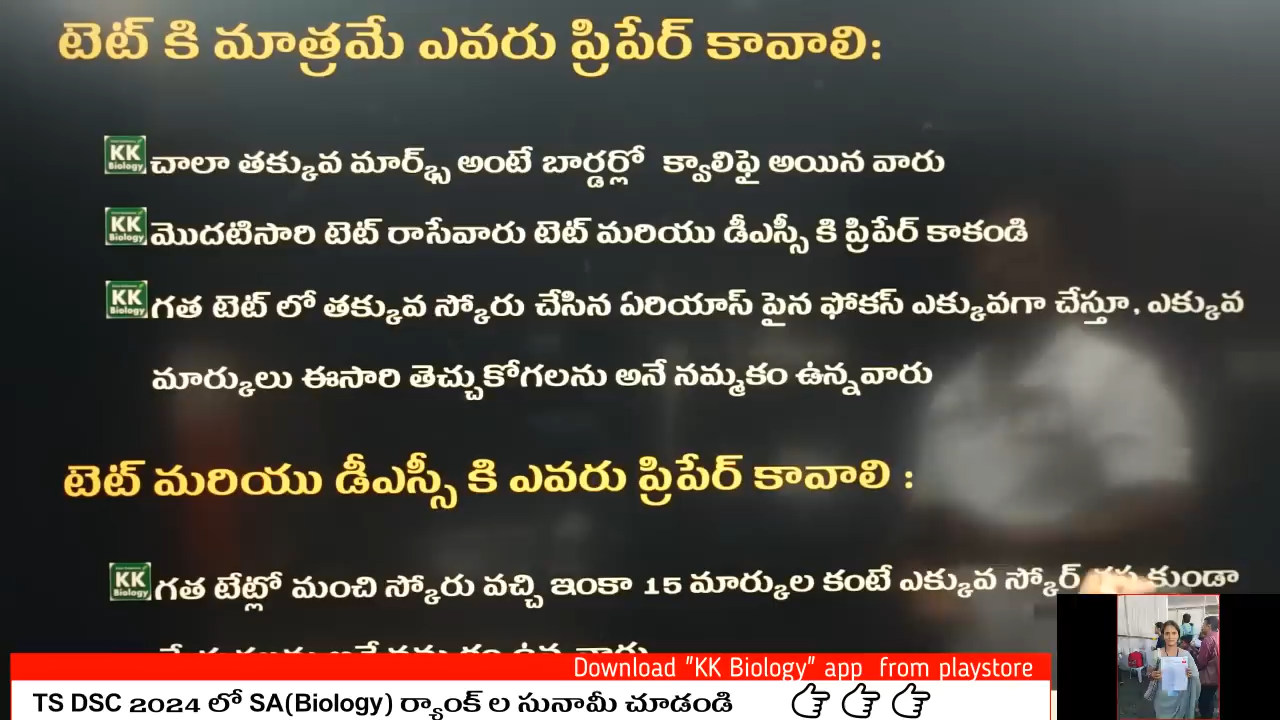 టెట్ కి మాత్రమే ఎవరు ప్రిపేర్ కావాలి:
KK Biology చాలా తక్కువ మార్క్స్ అంటే బార్డర్లో క్వాలిఫై అయిన వారు
KK Biology మొదటిసారి టెట్ రాసేవారు టెట్ మరియు డీఎస్సీ కి ప్రిపేర్ కాకండి
KK Biology గత టెట్ లో తక్కువ స్కోరు చేసిన ఏరియాస్ పైన ఫోకస్ ఎక్కువగా చేస్తూ, ఎక్కువ
మార్కులు ఈసారి తెచ్చుకోగలను అనే నమ్మకం ఉన్నవారు
టెట్ మరియు డీఎస్సీ కి ఎవరు ప్రిపేర్ కావాలి :
KK Biology గత టేట్లో మంచి స్కోరు వచ్చి ఇంకా 15 మార్కుల కంటే ఎక్కువ స్కోర్
Download "KK Biology" app from playstore
TS DSC 2024 లో SA(Biology) ర్యాంక్ ల సునామీ చూడండి